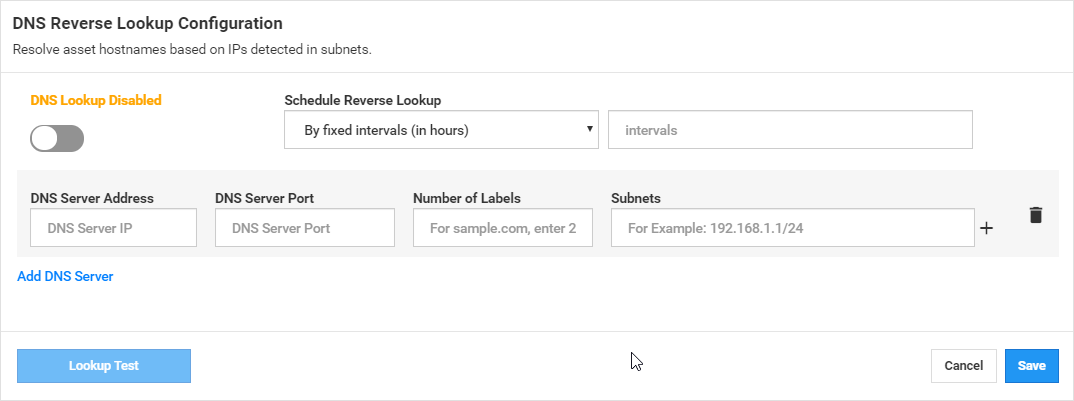 DNS Reverse Lookup Configuration
Resolve asset hostnames based on IPs detected in subnets.
DNS Lookup Disabled
Schedule Reverse Lookup
By fixed intervals (in hours)
intervals
DNS Server Address DNS Server Port Number of Labels Subnets
DNS Server IP DNS Server Port For sample.com, enter 2 For Example: 192.168.1.1/24
Add DNS Server
Lookup Test Cancel Save